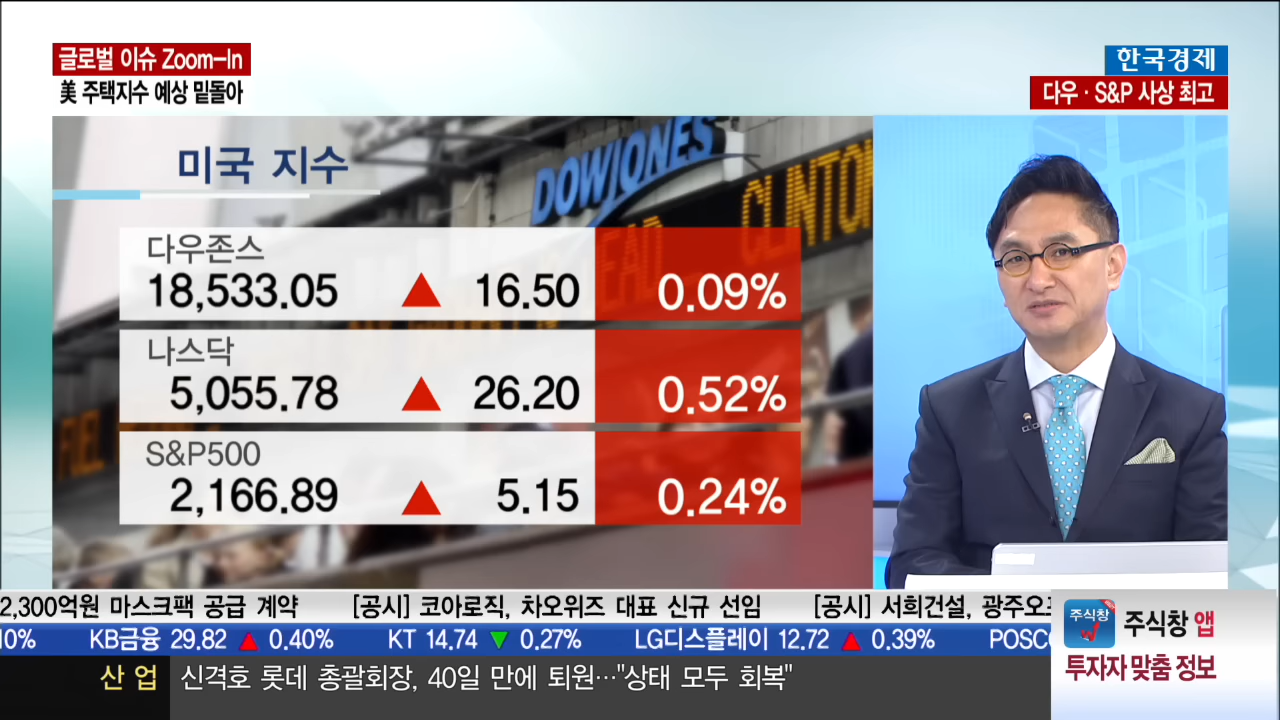 글로벌 이슈 Zoom-In
美 주택지수 예상 밑돌아
한국경제
다우·S&P 사상 최고
미국 지수
DOWJONES
CLINTON
EAD
FUEL
다우존스
18,533.05 ▲ 16.50 0.09%
나스닥
5,055.78 ▲ 26.20 0.52%
S&P500
2,166.89 ▲ 5.15 0.24%
2,300억원 마스크팩 공급 계약 [공시] 코아로직, 차오위즈 대표 신규 선임 [공시] 서희건설, 광주오
10% KB금융 29.82 ▲ 0.40% KT 14.74 ▼ 0.27% LG디스플레이 12.72 ▲ 0.39% POSCO
산업 신격호 롯데 총괄회장, 40일 만에 퇴원…"상태 모두 회복"
주식창
주식창 앱
투자자 맞춤 정보